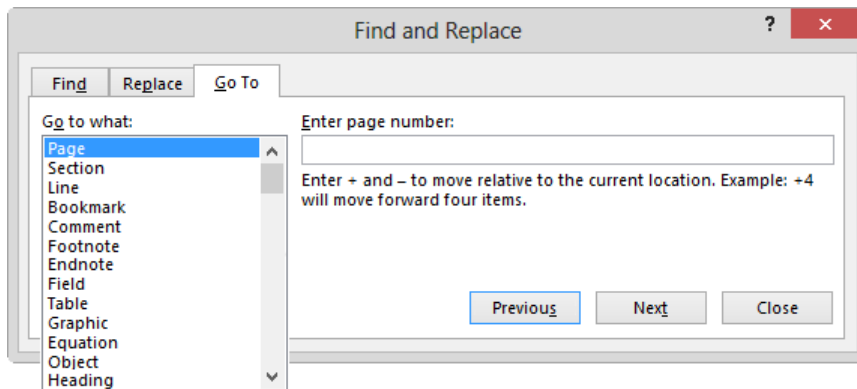 Find and Replace
?
Find
Replace
Go To
Go to what:
Page
Section
Line
Bookmark
Comment
Footnote
Endnote
Field
Table
Graphic
Equation
Object
Heading
Enter page number:
Enter + and – to move relative to the current location. Example: +4
will move forward four items.
Previous
Next
Close